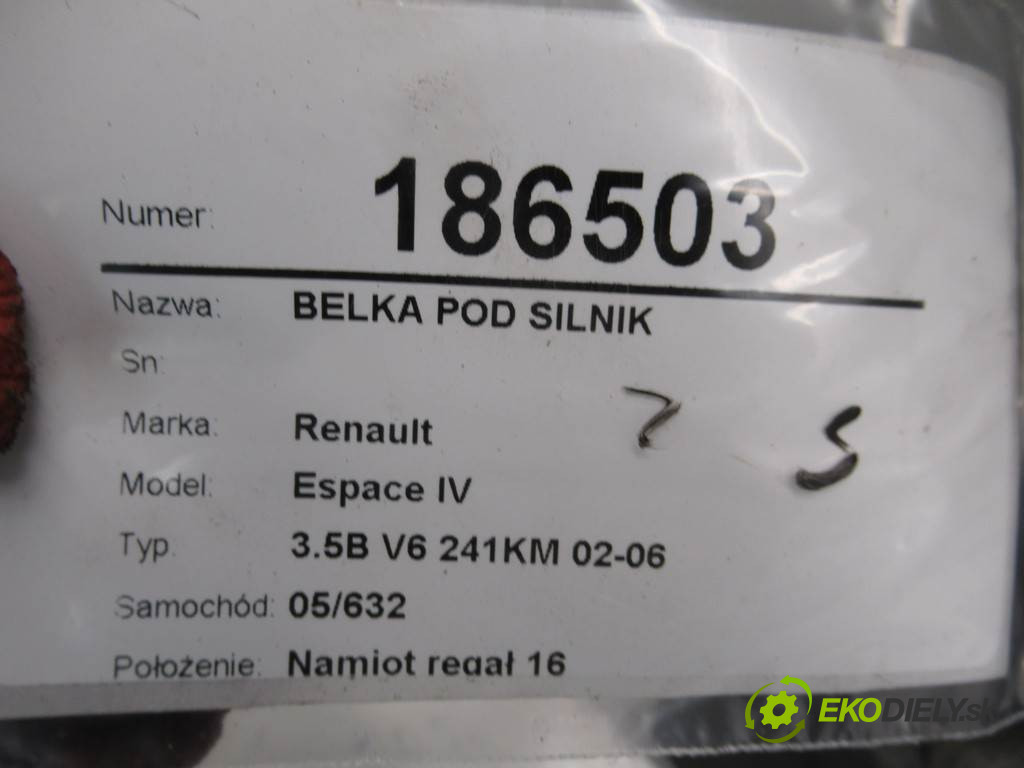 Numer: 186503
Nazwa: BELKA POD SILNIK
Sn:
Marka: Renault
Model: Espace IV
Typ: 3.5B V6 241KM 02-06
Samochód: 05/632
Położenie: Namiot regał 16
EKODIELY.sk